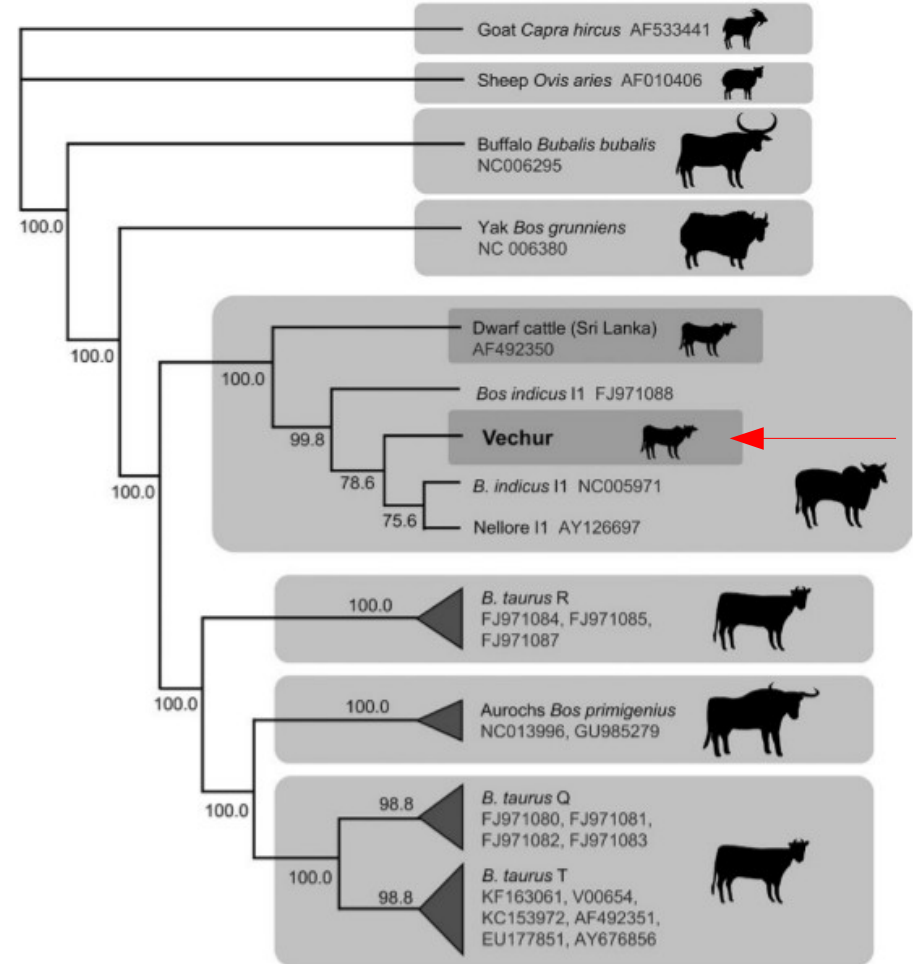 Goat Capra hircus AF533441
Sheep Ovis aries AF010406
Buffalo Bubalis bubalis
NC006295
100.0
Yak Bos grunniens
NC 006380
100.0
Dwarf cattle (Sri Lanka)
AF492350
100.0
Bos indicus I1 FJ971088
99.8
Vechur
78.6
B. indicus I1 NC005971
100.0
75.6
Nellore I1 AY126697
B. taurus R
100.0
FJ971084, FJ971085,
FJ971087
100.0
100.0
Aurochs Bos primigenius
NC013996, GU985279
100.0
B. taurus Q
98.8
FJ971080, FJ971081,
FJ971082, FJ971083
100.0
B. taurus T
98.8
KF163061, V00654,
KC153972, AF492351,
EU177851, AY676856